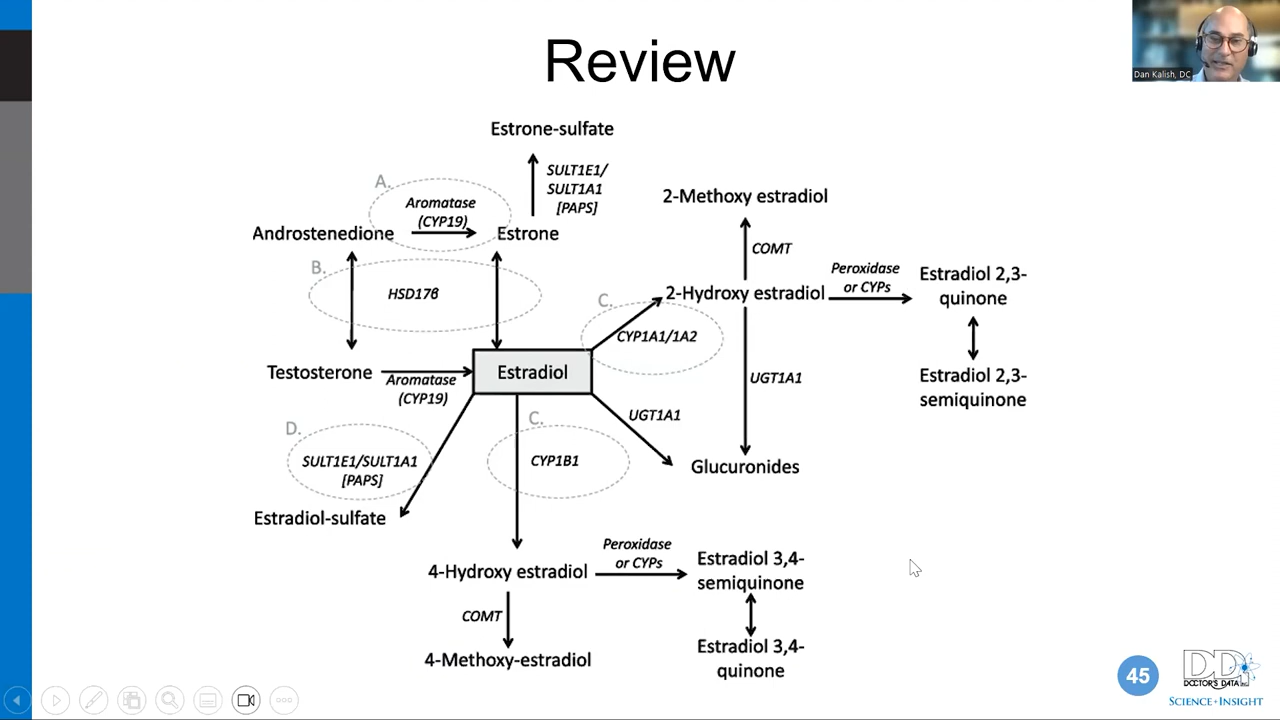 Review
Dan Kalish, DC
Estrone-sulfate
SULT1E1/
SULT1A1
[PAPS]
A.
Aromatase
(CYP19)
Androstenedione
Estrone
2-Methoxy estradiol
COMT
B.
HSD17β
Peroxidase
or CYPs
2-Hydroxy estradiol
Estradiol 2,3-
quinone
C.
CYP1A1/1A2
Testosterone
Aromatase
(CYP19)
Estradiol
UGT1A1
Estradiol 2,3-
semiquinone
UGT1A1
D.
SULT1E1/SULT1A1
[PAPS]
C.
CYP1B1
Glucuronides
Estradiol-sulfate
4-Hydroxy estradiol
Peroxidase
or CYPs
Estradiol 3,4-
semiquinone
COMT
4-Methoxy-estradiol
Estradiol 3,4-
quinone
45
DDI
DOCTOR'S DATA
SCIENCE + INSIGHT